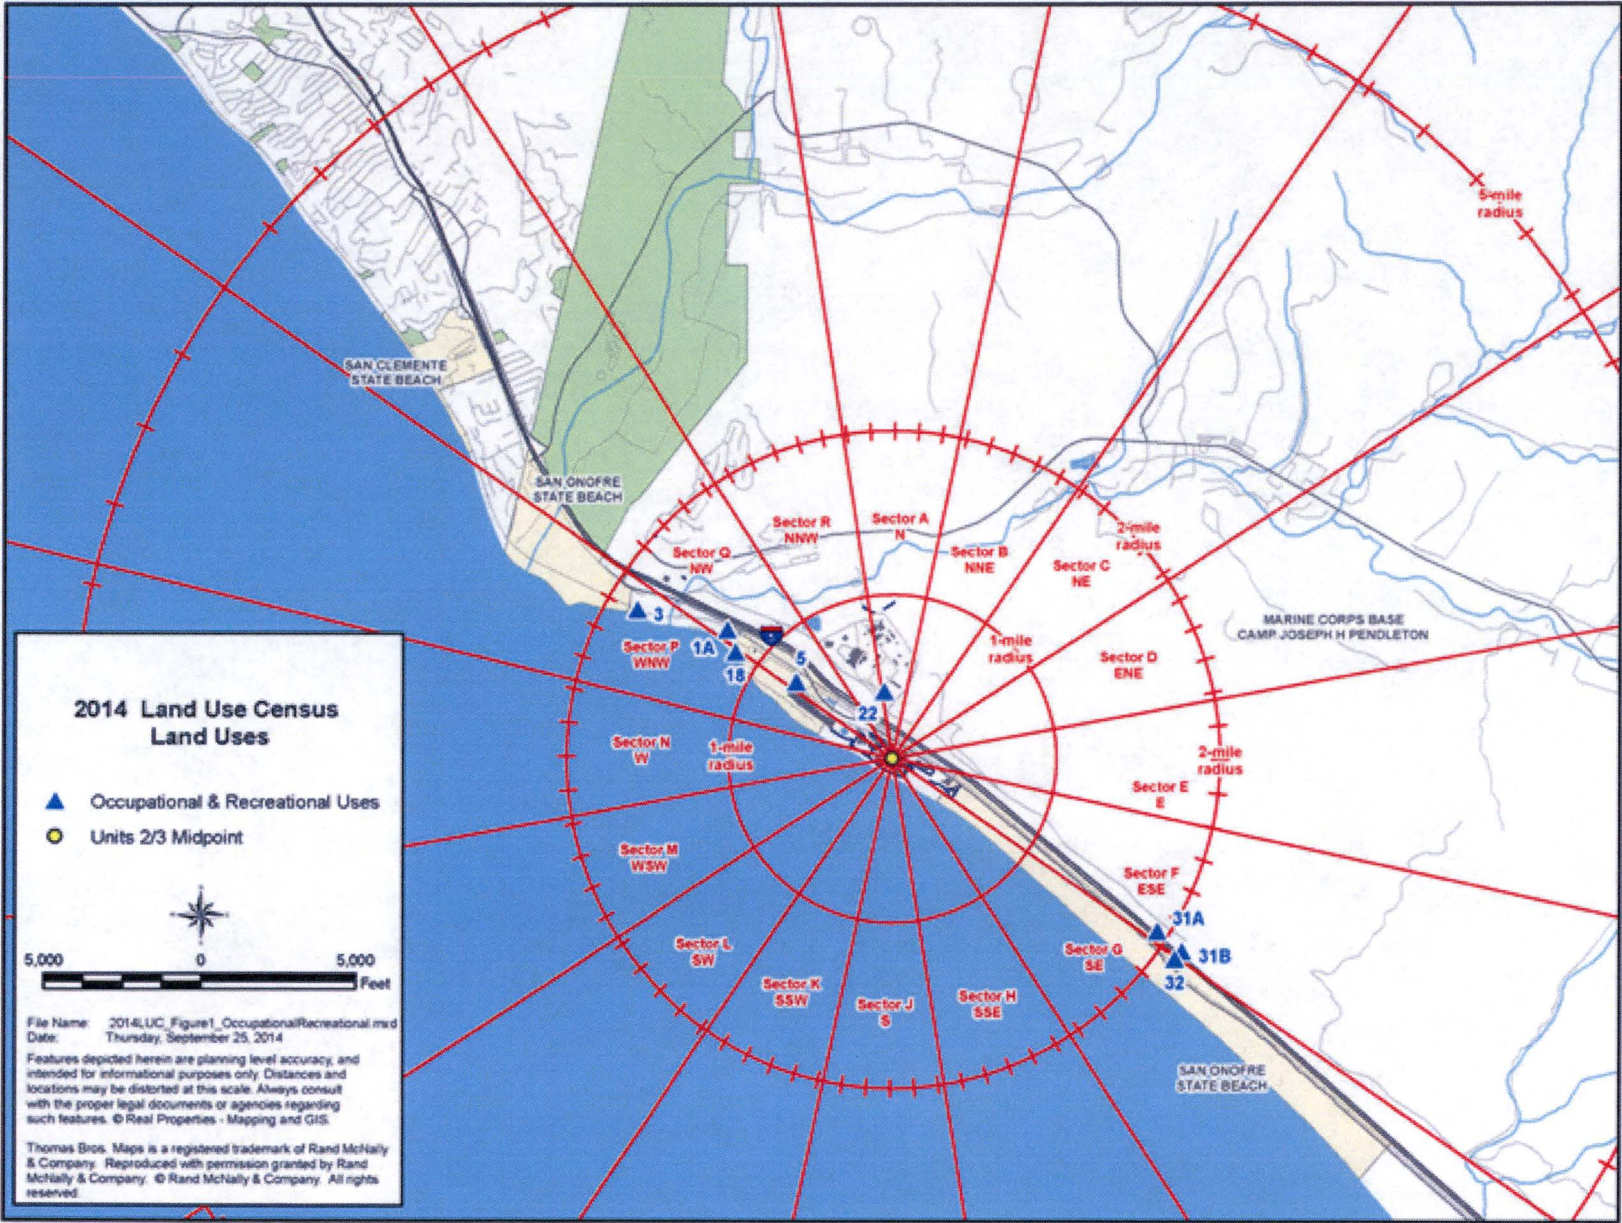 5-mile
radius
SAN CLEMENTE
STATE BEACH
SAN ONOFRE
STATE BEACH
Sector R
NNW
Sector A
N
2-mile
radius
Sector Q
NW
Sector B
NNE
Sector C
NE
3
MARINE CORPS BASE
CAMP JOSEPH H PENDLETON
5
1-mile
radius
Sector P
WNW
1A
18
Sector D
ENE
22
2014 Land Use Census
Land Uses
Sector N
W
1-mile
radius
2-mile
radius
Sector E
E
Occupational & Recreational Uses
Units 2/3 Midpoint
Sector M
WSW
Sector F
ESE
31A
Sector L
SW
Sector G
SE
31B
32
5,000
0
5,000
Feet
Sector K
SSW
Sector J
S
Sector H
SSE
File Name: 2014LUC_Figure1_OccupationalRecreational.mxd
Date: Thursday, September 25, 2014
Features depicted herein are planning level accuracy, and
intended for informational purposes only. Distances and
locations may be distorted at this scale. Always consult
with the proper legal documents or agencies regarding
such features. © Real Properties - Mapping and GIS.
SAN ONOFRE
STATE BEACH
Thomas Bros. Maps is a registered trademark of Rand McNally
& Company. Reproduced with permission granted by Rand
McNally & Company. © Rand McNally & Company. All rights
reserved.